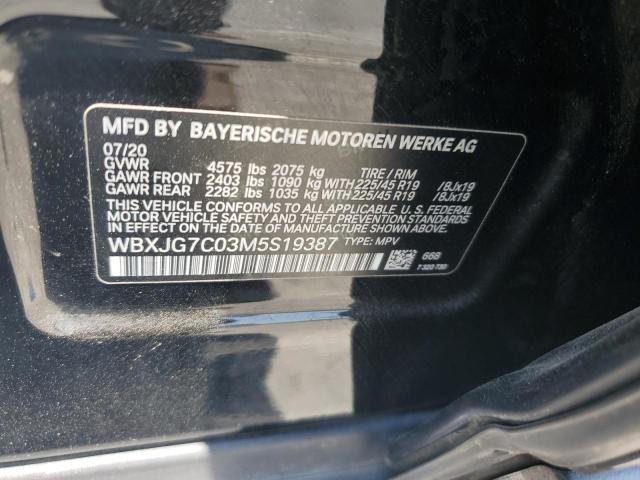 MFD BY BAYERISCHE MOTOREN WERKE AG
07/20
GVWR 4575 lbs 2075 kg TIRE / RIM
GAWR FRONT 2403 lbs 1090 kg WITH 225/45 R19 /8Jx19
GAWR REAR 2282 lbs 1035 kg WITH 225/45 R19 /8Jx19
THIS VEHICLE CONFORMS TO ALL APPLICABLE U.S. FEDERAL
MOTOR VEHICLE SAFETY STANDARDS IN
EFFECT ON THE DATE OF MANUFACTURE SHOWN ABOVE.
WBXJG7C03M5S19387 TYPE: MPV
668
7 320 730